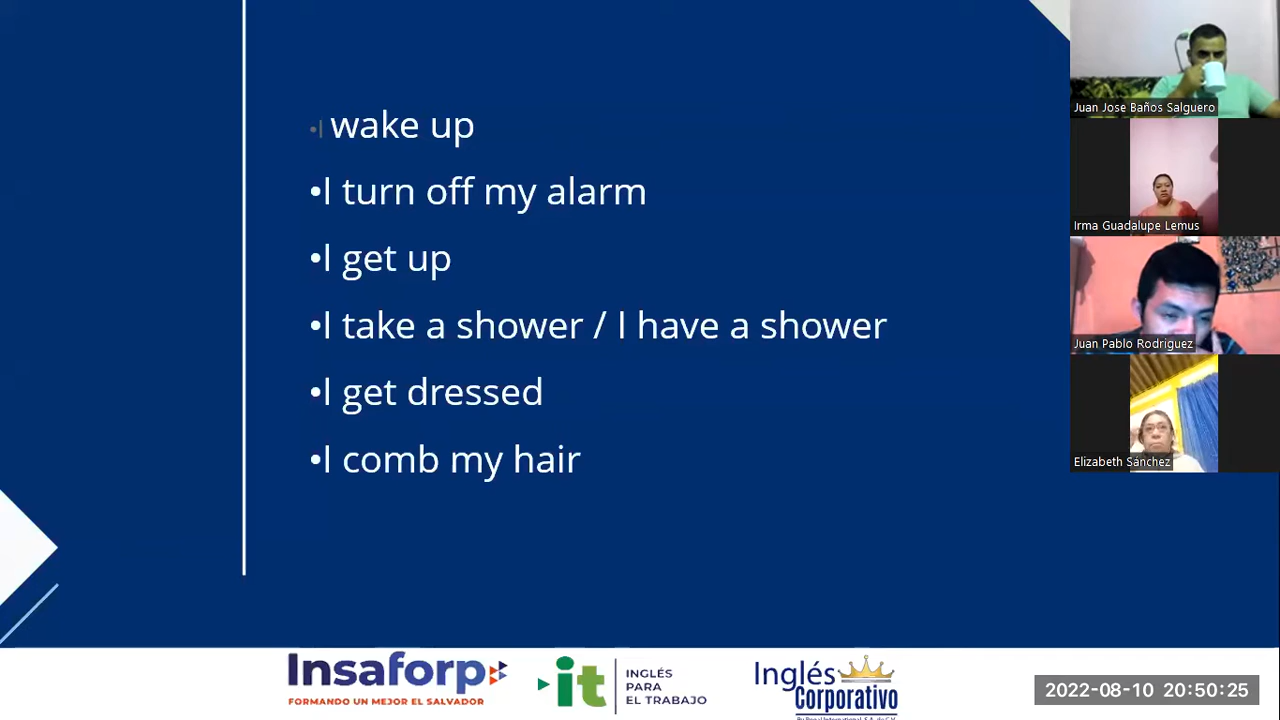 •I wake up
•I turn off my alarm
•I get up
•I take a shower / I have a shower
•I get dressed
•I comb my hair
Juan Jose Baños Salguero
Irma Guadalupe Lemus
Juan Pablo Rodriguez
Elizabeth Sánchez
Insaforp
FORMANDO UN MEJOR EL SALVADOR
it
INGLÉS
PARA
EL TRABAJO
Inglés
Corporativo
2022-08-10 20:50:25